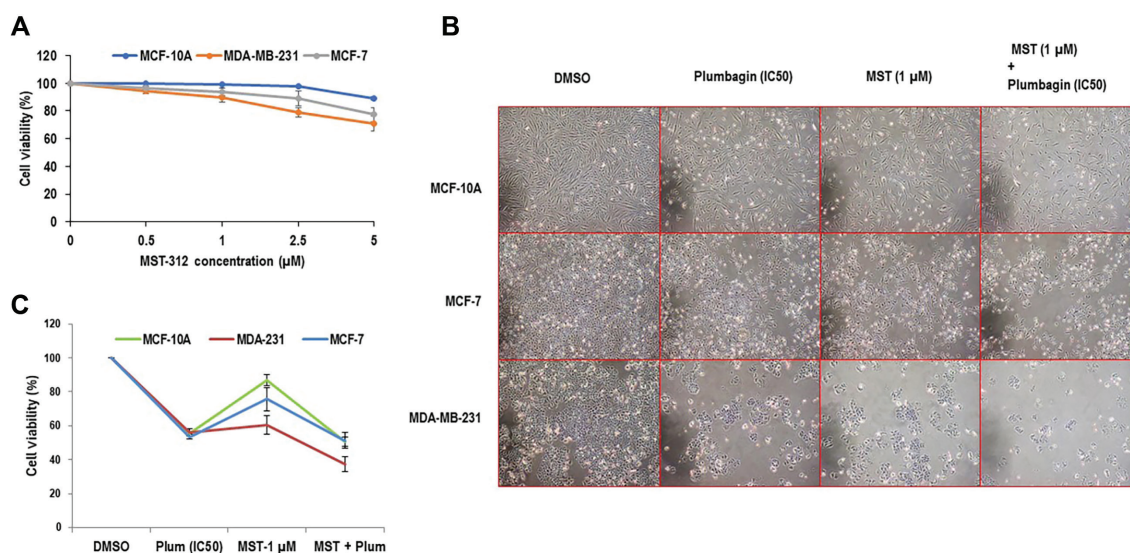 A
MCF-10A MDA-MB-231 MCF-7
120
100
80
60
40
20
0
Cell viability (%)
0 0.5 1 2.5 5
MST-312 concentration (µM)
B
DMSO
Plumbagin (IC50)
MST (1 µM)
MST (1 µM)
+
Plumbagin (IC50)
MCF-10A
MCF-7
MDA-MB-231
C
MCF-10A MDA-231 MCF-7
120
100
80
60
40
20
0
Cell viability (%)
DMSO Plum (IC50) MST-1 µM MST + Plum